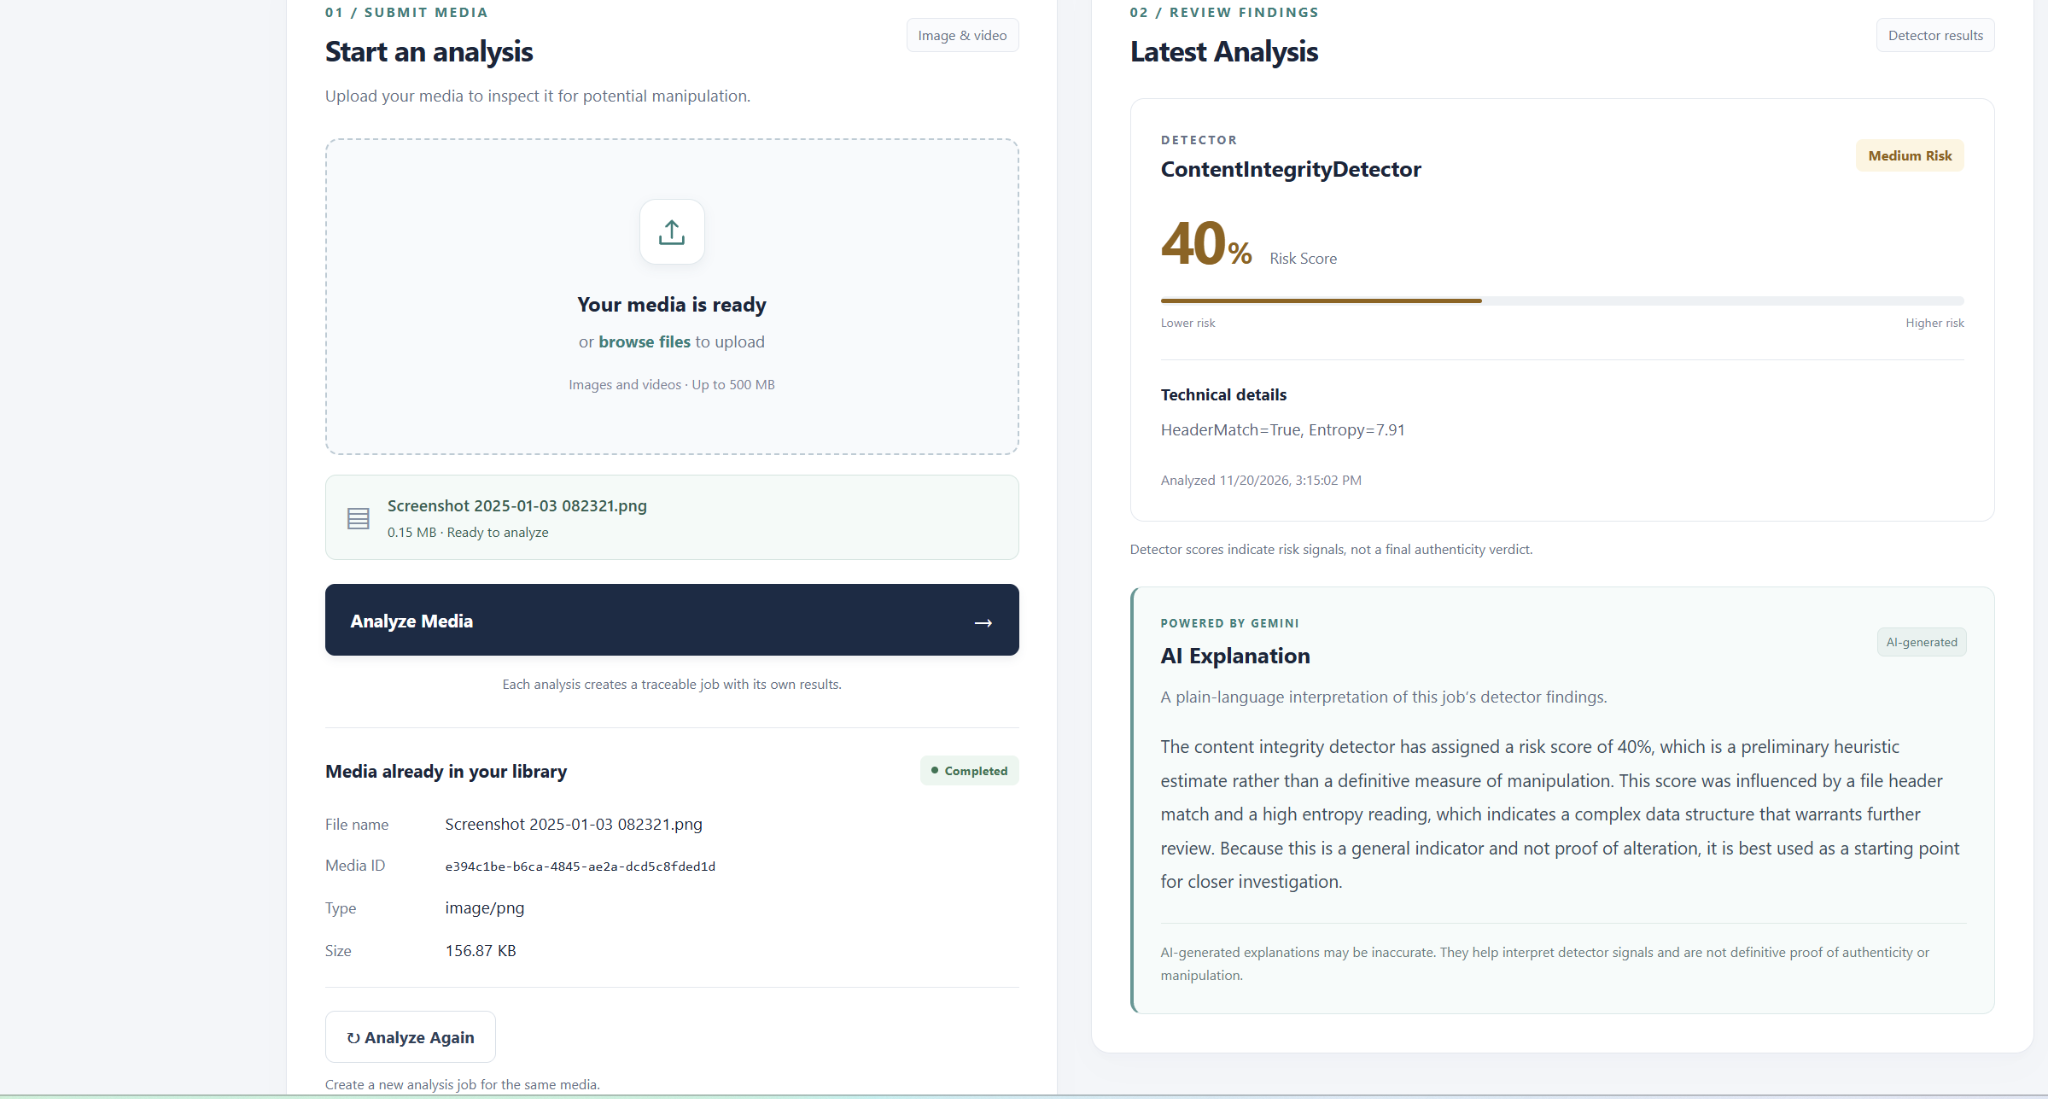 01 / SUBMIT MEDIA
Start an analysis
Image & video
Upload your media to inspect it for potential manipulation.
Your media is ready
or browse files to upload
Images and videos · Up to 500 MB
Screenshot 2025-01-03 082321.png
0.15 MB · Ready to analyze
Analyze Media →
Each analysis creates a traceable job with its own results.
Media already in your library
Completed
File name Screenshot 2025-01-03 082321.png
Media ID e394c1be-b6ca-4845-ae2a-dcd5c8fded1d
Type image/png
Size 156.87 KB
↻ Analyze Again
Create a new analysis job for the same media.
02 / REVIEW FINDINGS
Latest Analysis
Detector results
DETECTOR
ContentIntegrityDetector
Medium Risk
40% Risk Score
Lower risk Higher risk
Technical details
HeaderMatch=True, Entropy=7.91
Analyzed 11/20/2026, 3:15:02 PM
Detector scores indicate risk signals, not a final authenticity verdict.
POWERED BY GEMINI
AI Explanation
AI-generated
A plain-language interpretation of this job's detector findings.
The content integrity detector has assigned a risk score of 40%, which is a preliminary heuristic
estimate rather than a definitive measure of manipulation. This score was influenced by a file header
match and a high entropy reading, which indicates a complex data structure that warrants further
review. Because this is a general indicator and not proof of alteration, it is best used as a starting point
for closer investigation.
AI-generated explanations may be inaccurate. They help interpret detector signals and are not definitive proof of authenticity or
manipulation.